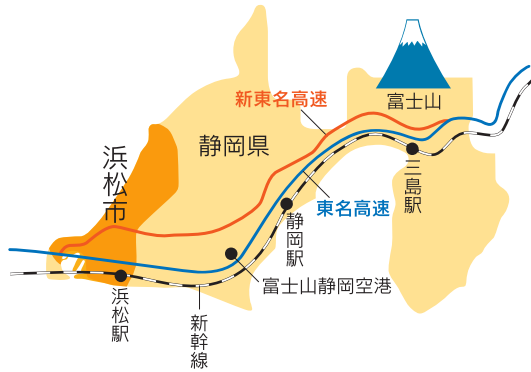 富士山
新東名高速
静岡県
浜松市
三島駅
東名高速
静岡駅
富士山静岡空港
浜松駅
新幹線